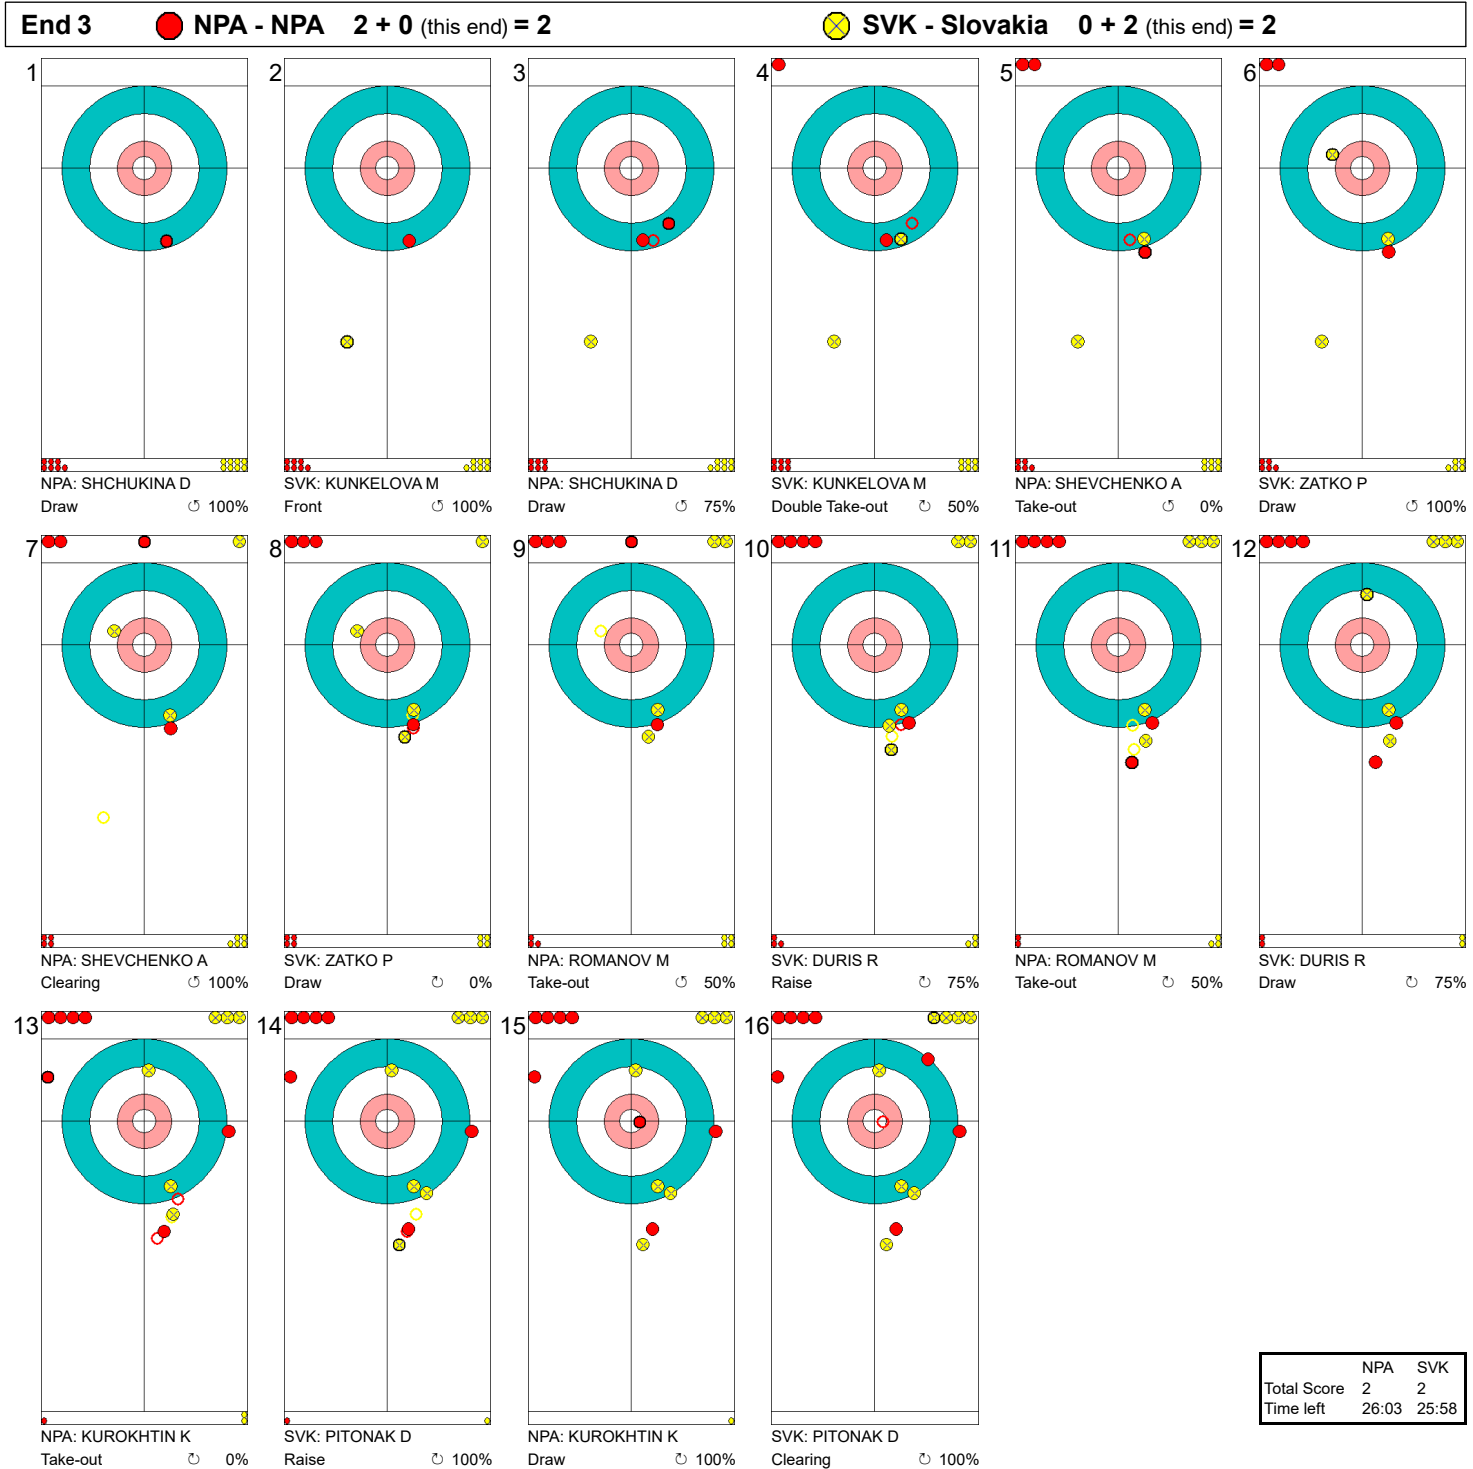 End 3 NPA - NPA 2 + 0 (this end) = 2 SVK - Slovakia 0 + 2 (this end) = 2
1 2 3 4 5 6
NPA: SHCHUKINA D SVK: KUNKELOVA M NPA: SHCHUKINA D SVK: KUNKELOVA M NPA: SHEVCHENKO A SVK: ZATKO P
Draw ↺ 100% Front ↺ 100% Draw ↺ 75% Double Take-out ↻ 50% Take-out ↺ 0% Draw ↺ 100%
7 8 9 10 11 12
NPA: SHEVCHENKO A SVK: ZATKO P NPA: ROMANOV M SVK: DURIS R NPA: ROMANOV M SVK: DURIS R
Clearing ↺ 100% Draw ↻ 0% Take-out ↺ 50% Raise ↻ 75% Take-out ↻ 50% Draw ↻ 75%
13 14 15 16
NPA: KUROKHTIN K SVK: PITONAK D NPA: KUROKHTIN K SVK: PITONAK D
Take-out ↻ 0% Raise ↻ 100% Draw ↻ 100% Clearing ↻ 100%
NPA SVK
Total Score 2 2
Time left 26:03 25:58